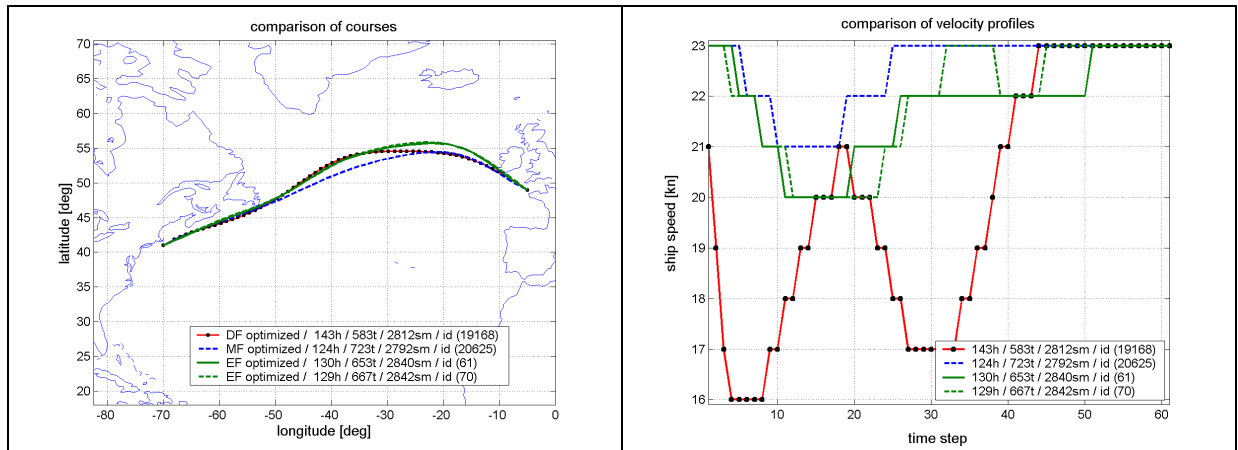 comparison of courses
70
65
60
55
50
45
40
35
30
25
20
latitude [deg]
DF optimized / 143h / 583t / 2812sm / id (19168)
MF optimized / 124h / 723t / 2792sm / id (20625)
EF optimized / 130h / 653t / 2840sm / id (61)
EF optimized / 129h / 667t / 2842sm / id (70)
-80 -70 -60 -50 -40 -30 -20 -10 0
longitude [deg]
comparison of velocity profiles
23
22
21
20
19
18
17
16
ship speed [kn]
143h / 583t / 2812sm / id (19168)
124h / 723t / 2792sm / id (20625)
130h / 653t / 2840sm / id (61)
129h / 667t / 2842sm / id (70)
10 20 30 40 50 60
time step